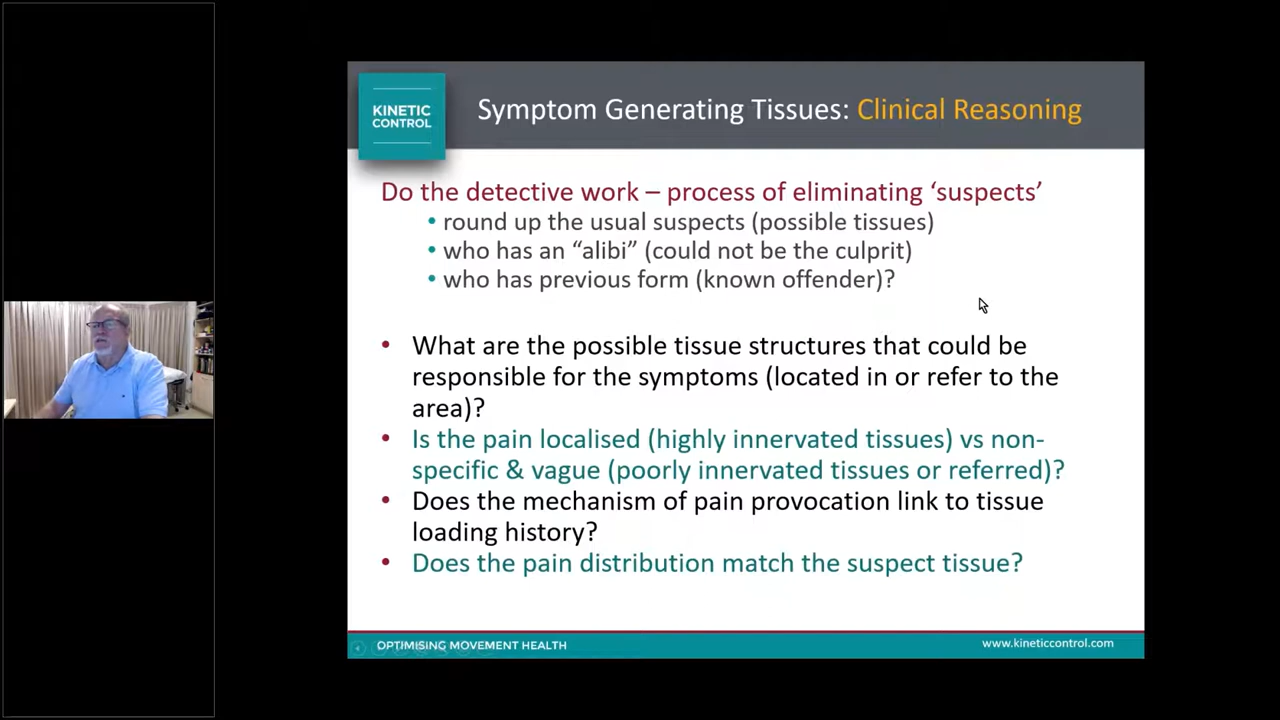 KINETIC
CONTROL
Symptom Generating Tissues: Clinical Reasoning
Do the detective work – process of eliminating ‘suspects’
• round up the usual suspects (possible tissues)
• who has an “alibi” (could not be the culprit)
• who has previous form (known offender)?
• What are the possible tissue structures that could be
responsible for the symptoms (located in or refer to the
area)?
• Is the pain localised (highly innervated tissues) vs non-
specific & vague (poorly innervated tissues or referred)?
• Does the mechanism of pain provocation link to tissue
loading history?
• Does the pain distribution match the suspect tissue?
OPTIMISING MOVEMENT HEALTH
www.kineticcontrol.com